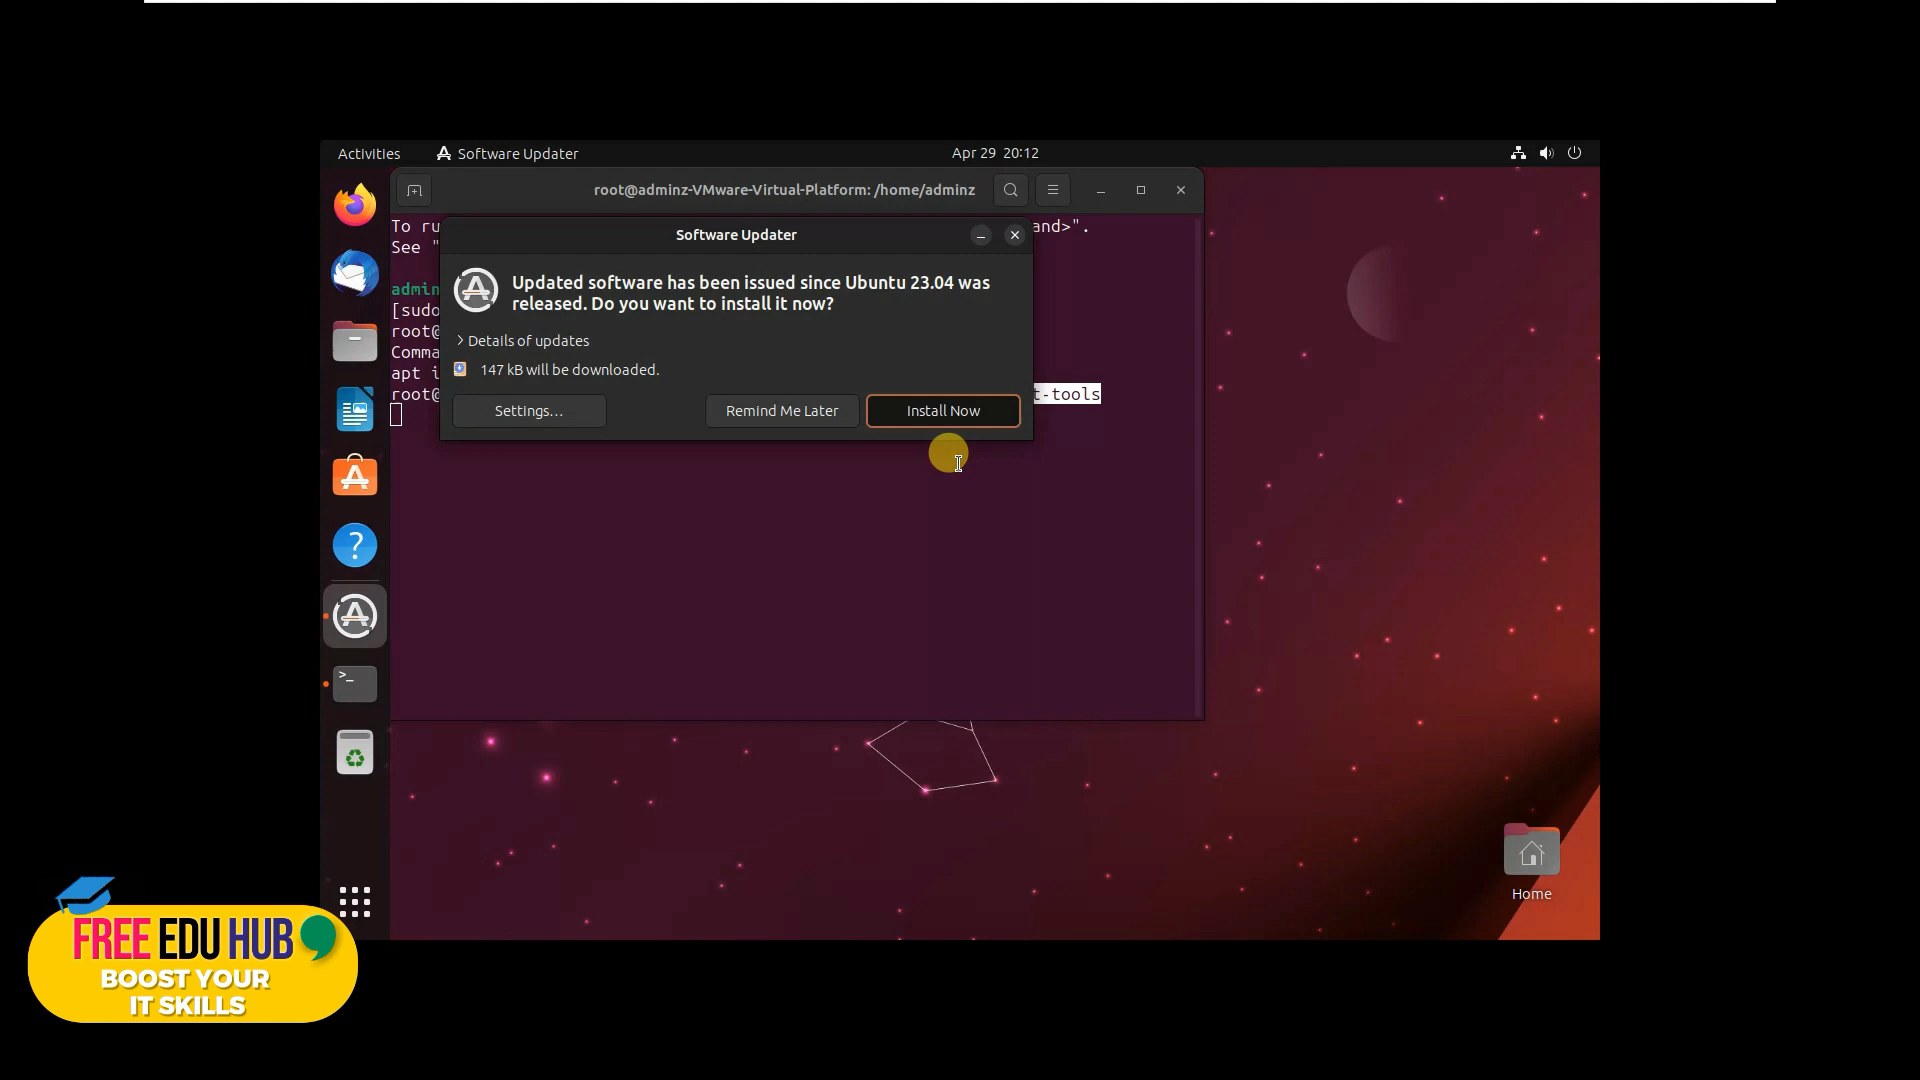 Activities
Software Updater
Apr 29 20:12
root@adminz-VMware-Virtual-Platform: /home/adminz
To ru
and>".
See "
admin
[sudo
root@
Comma
apt i
root@
t-tools
Software Updater
Updated software has been issued since Ubuntu 23.04 was
released. Do you want to install it now?
Details of updates
147 kB will be downloaded.
Settings…
Remind Me Later
Install Now
Home
FREE EDU HUB
BOOST YOUR
IT SKILLS